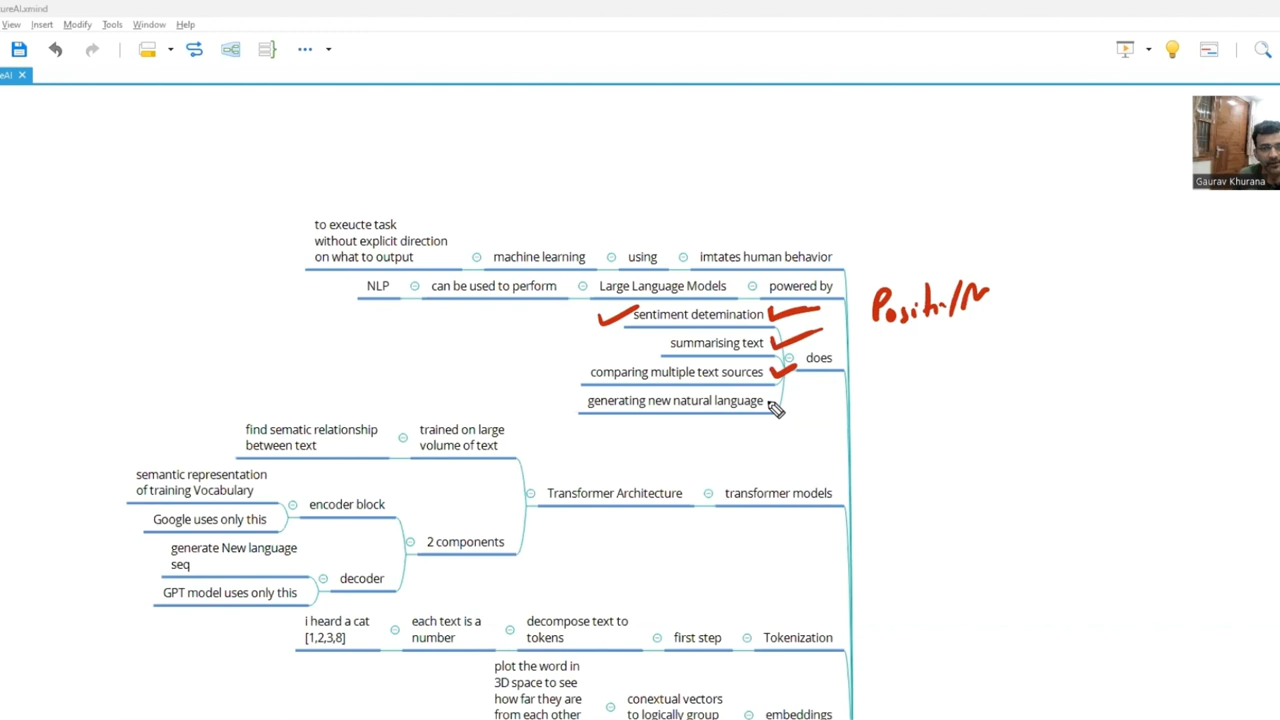 ureAI.xmind
View Insert Modify Tools Window Help
eAI
Gaurav Khurana
to exeucte task
without explicit direction
on what to output
machine learning
using
imtates human behavior
NLP
can be used to perform
Large Language Models
powered by
sentiment detemination
summarising text
comparing multiple text sources
generating new natural language
does
Positi/N
find sematic relationship
between text
trained on large
volume of text
semantic representation
of training Vocabulary
Google uses only this
encoder block
generate New language
seq
GPT model uses only this
decoder
2 components
Transformer Architecture
transformer models
i heard a cat
[1,2,3,8]
each text is a
number
decompose text to
tokens
first step
Tokenization
plot the word in
3D space to see
how far they are
from each other
conextual vectors
to logically group
embeddings